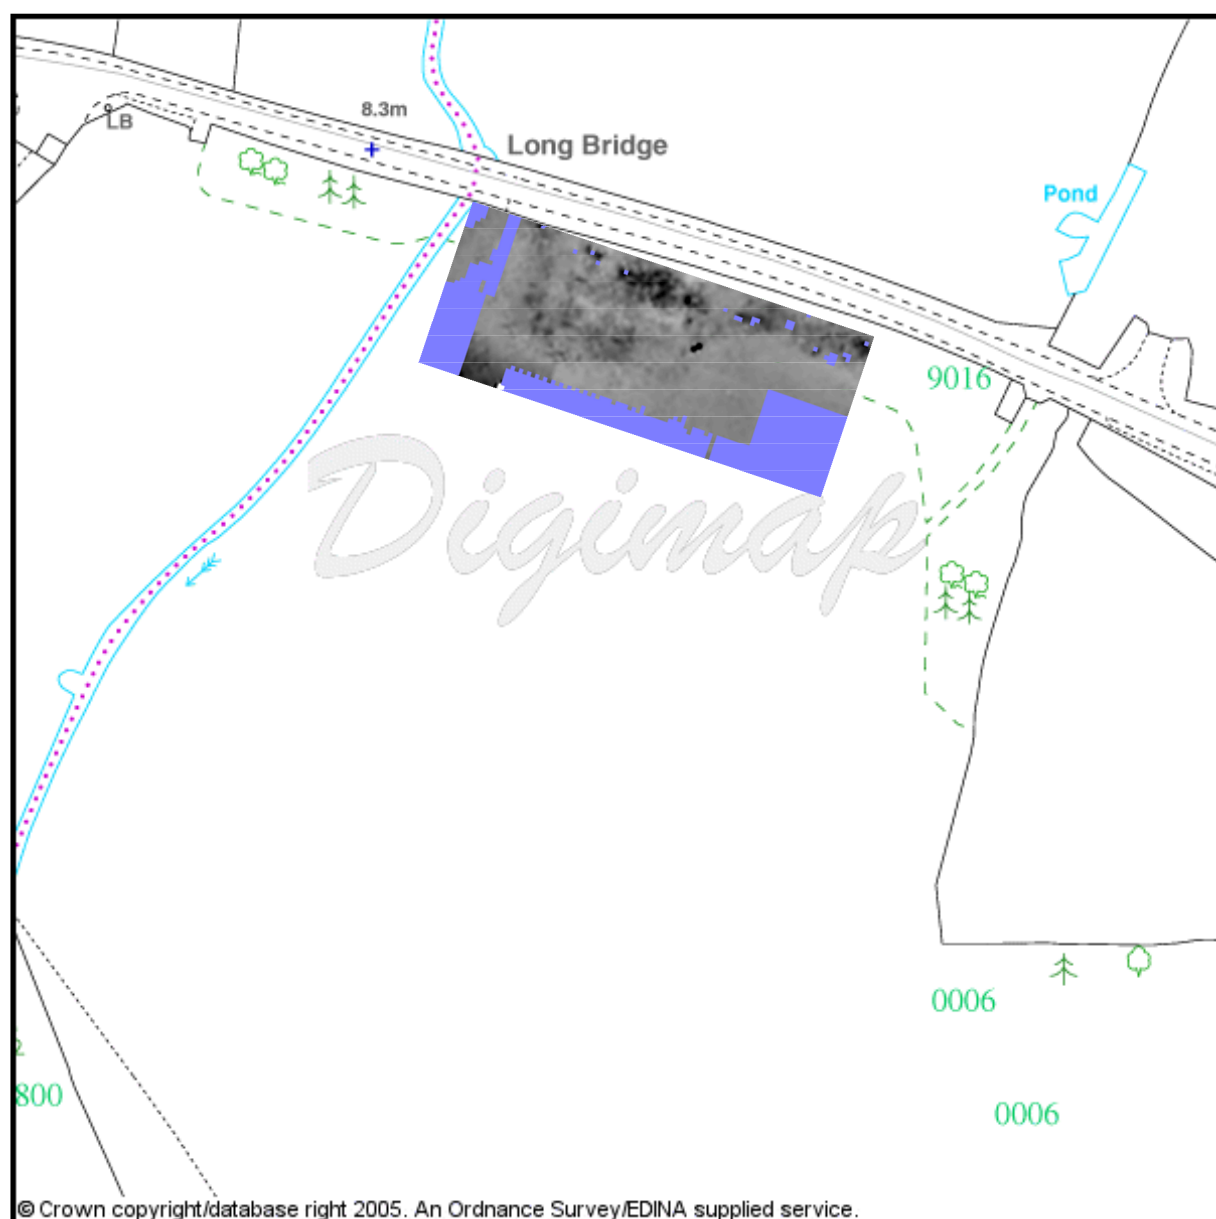 8.3m
LB
Long Bridge
Pond
9016
Digimap
0006
800
0006
© Crown copyright/database right 2005. An Ordnance Survey/EDINA supplied service.